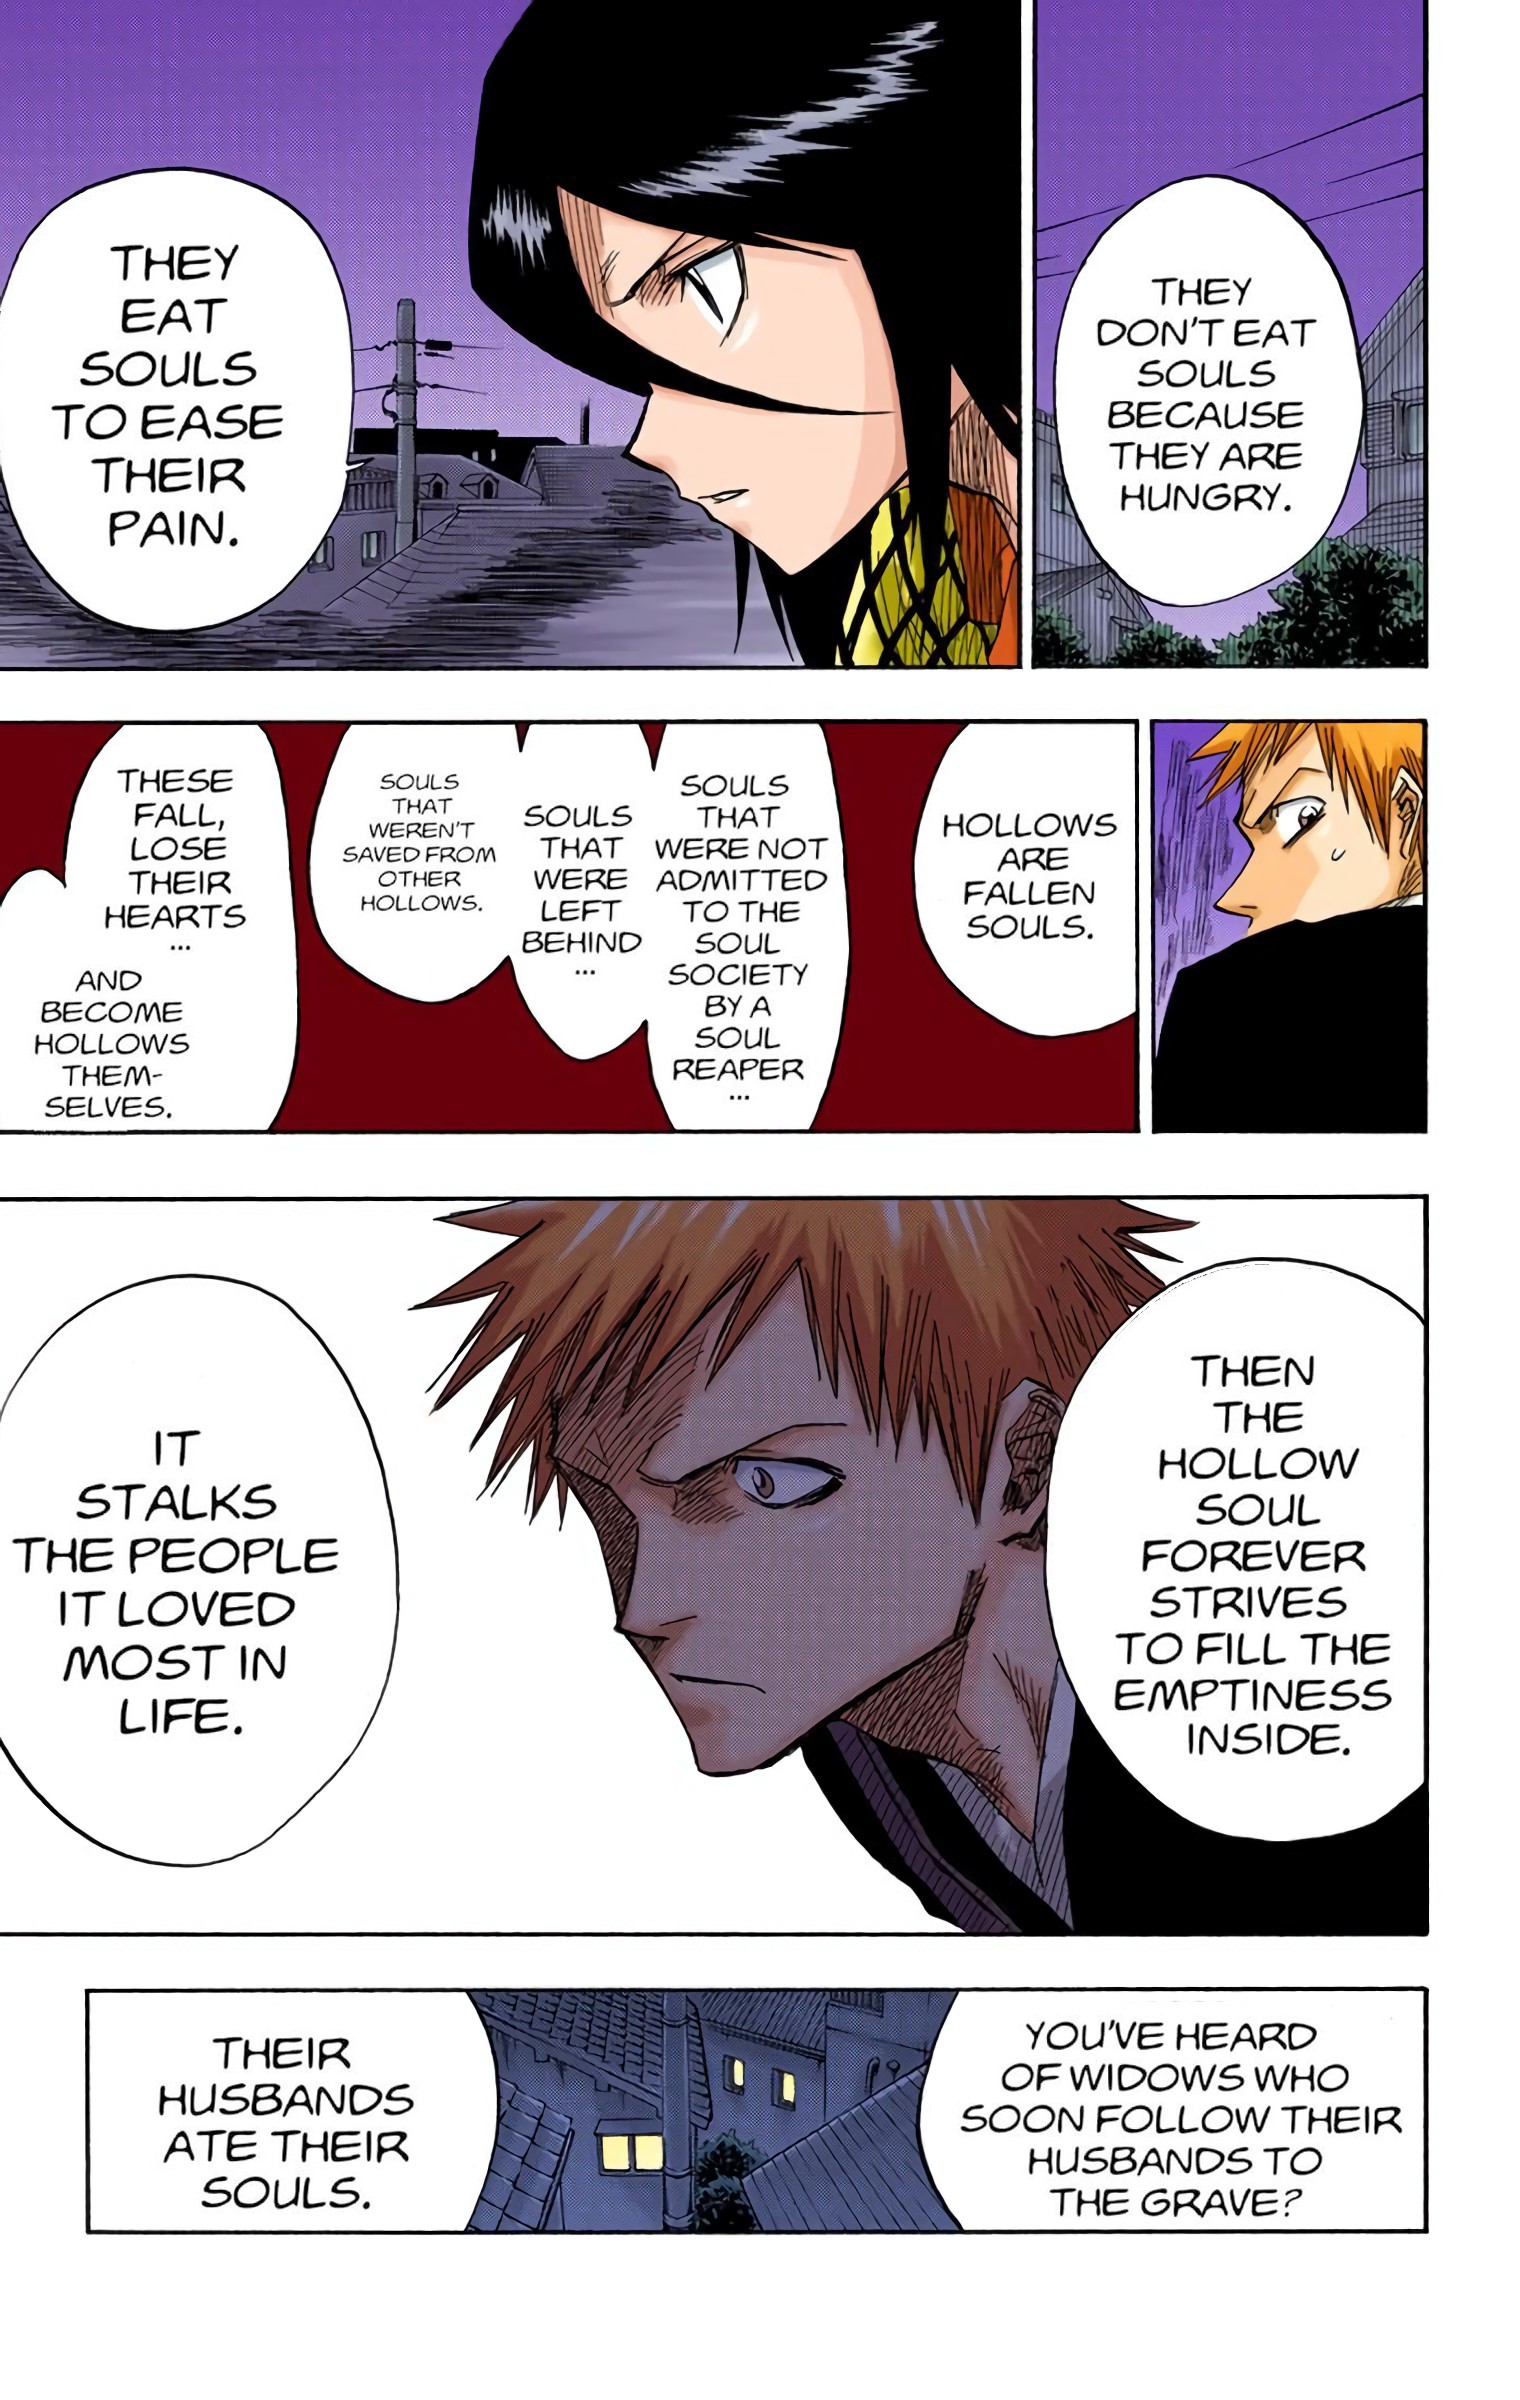 THEY
DON'T EAT
SOULS
BECAUSE
THEY ARE
HUNGRY.
THEY
EAT
SOULS
TO EASE
THEIR
PAIN.
HOLLOWS
ARE
FALLEN
SOULS.
SOULS
THAT
WERE NOT
ADMITTED
TO THE
SOUL
SOCIETY
BY A
SOUL
REAPER
...
SOULS
THAT
WERE
LEFT
BEHIND
...
SOULS
THAT
WEREN'T
SAVED FROM
OTHER
HOLLOWS.
THESE
FALL,
LOSE
THEIR
HEARTS
...
AND
BECOME
HOLLOWS
THEM-
SELVES.
THEN
THE
HOLLOW
SOUL
FOREVER
STRIVES
TO FILL THE
EMPTINESS
INSIDE.
IT
STALKS
THE PEOPLE
IT LOVED
MOST IN
LIFE.
YOU'VE HEARD
OF WIDOWS WHO
SOON FOLLOW THEIR
HUSBANDS TO
THE GRAVE?
THEIR
HUSBANDS
ATE THEIR
SOULS.